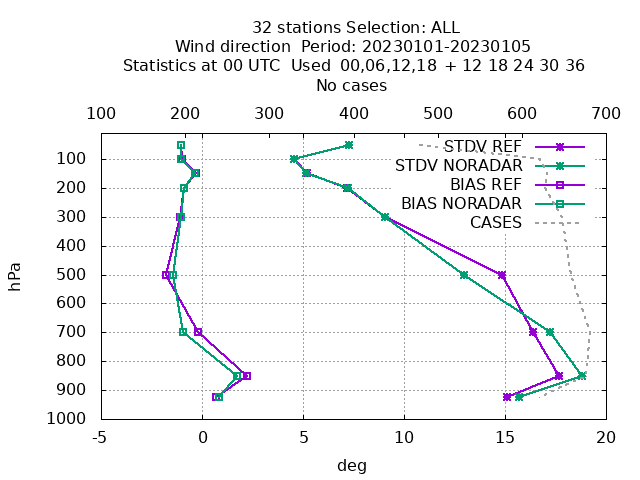 32 stations Selection: ALL
Wind direction  Period: 20230101-20230105
Statistics at 00 UTC  Used  00,06,12,18  + 12 18 24 30 36
No cases
100 200 300 400 500 600 700
STDV REF
STDV NORADAR
BIAS REF
BIAS NORADAR
CASES
hPa
100
200
300
400
500
600
700
800
900
1000
-5 0 5 10 15 20
deg